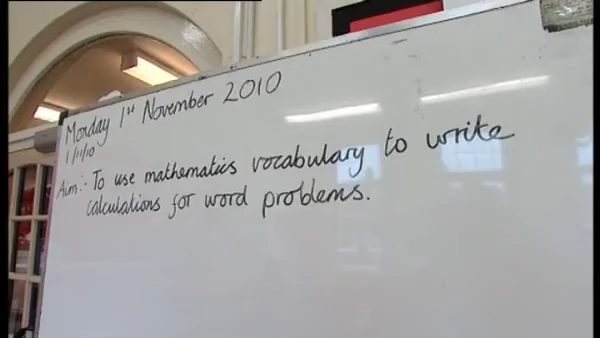 Monday 1st November 2010
1/11/10
Aim:- To use mathematics vocabulary to write
calculations for word problems.